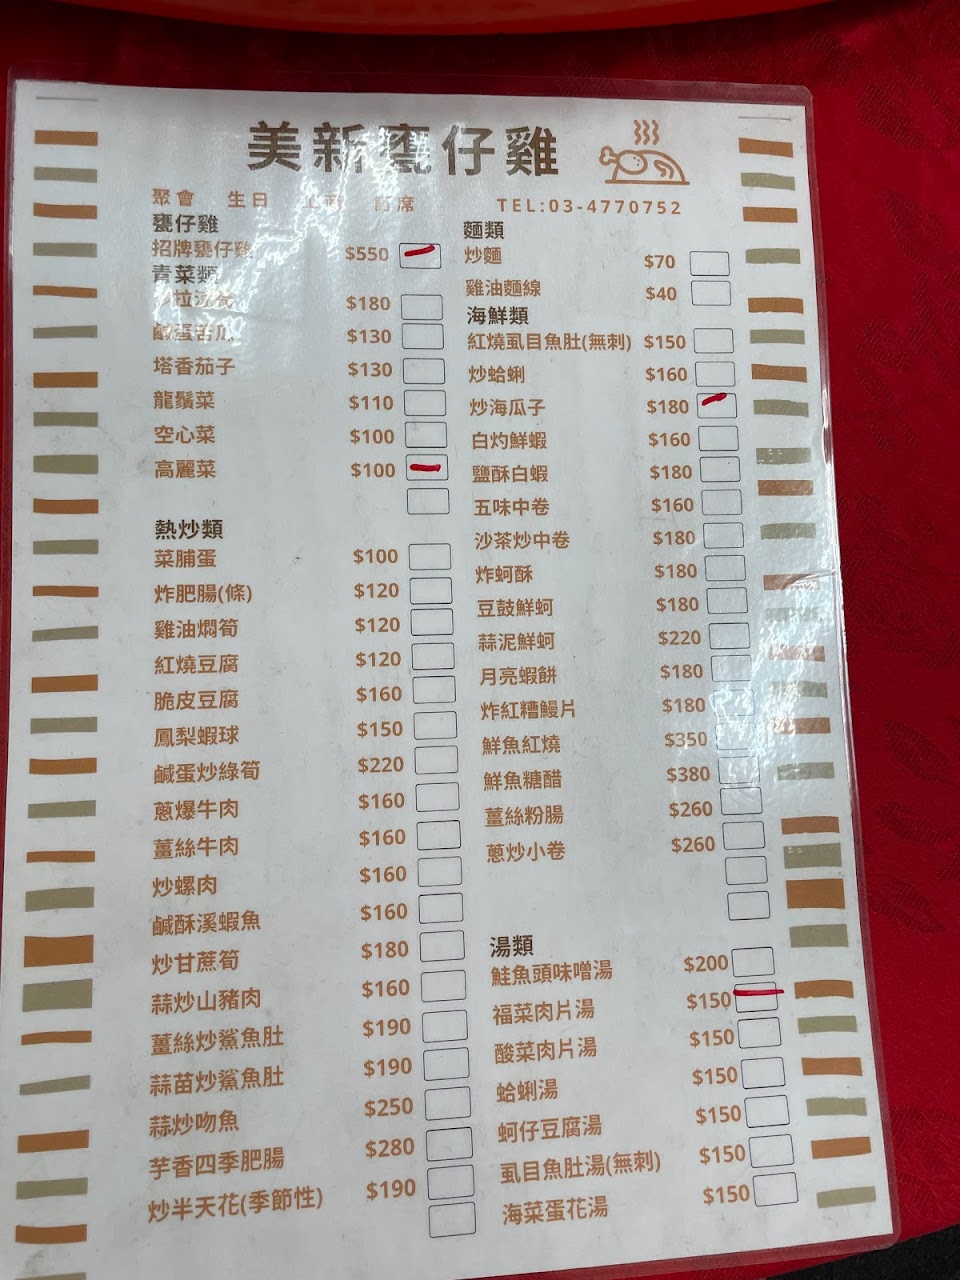 美新甕仔雞
聚會 生日 席
TEL:03-4770752
甕仔雞
招牌甕仔雞 $550
青菜類
$180
鹹蛋苦瓜 $130
塔香茄子 $130
龍鬚菜 $110
空心菜 $100
高麗菜 $100
熱炒類
菜脯蛋 $100
炸肥腸(條) $120
雞油燜筍 $120
紅燒豆腐 $120
脆皮豆腐 $160
鳳梨蝦球 $150
鹹蛋炒綠筍 $220
蔥爆牛肉 $160
薑絲牛肉 $160
炒螺肉 $160
鹹酥溪蝦魚 $160
炒甘蔗筍 $180
蒜炒山豬肉 $160
薑絲炒鯊魚肚 $190
蒜苗炒鯊魚肚 $190
蒜炒吻魚 $250
芋香四季肥腸 $280
炒半天花(季節性) $190
麵類
炒麵 $70
雞油麵線 $40
海鮮類
紅燒虱目魚肚(無刺) $150
炒蛤蜊 $160
炒海瓜子 $180
白灼鮮蝦 $160
鹽酥白蝦 $180
五味中卷 $160
沙茶炒中卷 $180
炸蚵酥 $180
豆鼓鮮蚵 $180
蒜泥鮮蚵 $220
月亮蝦餅 $180
炸紅糟鰻片 $180
鮮魚紅燒 $350
鮮魚糖醋 $380
薑絲粉腸 $260
蔥炒小卷 $260
湯類
鮭魚頭味噌湯 $200
福菜肉片湯 $150
酸菜肉片湯 $150
蛤蜊湯 $150
蚵仔豆腐湯 $150
虱目魚肚湯(無刺) $150
海菜蛋花湯 $150